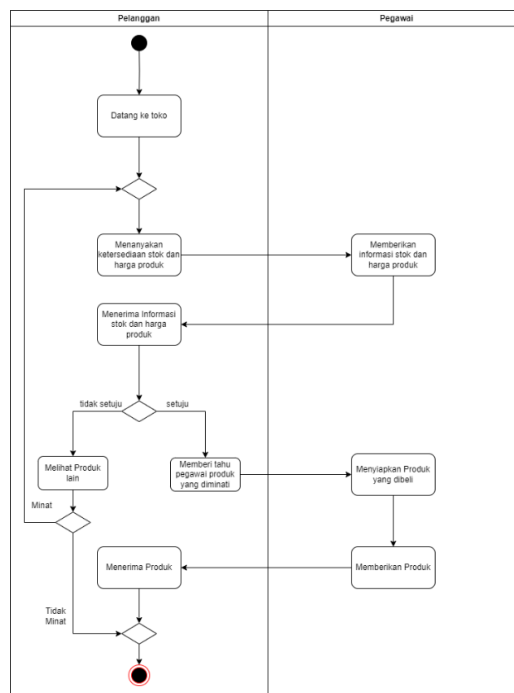 Pelanggan
Pegawai
Datang ke toko
Menanyakan
ketersediaan stok dan
harga produk
Memberikan
informasi stok dan
harga produk
Menerima Informasi
stok dan harga
produk
tidak setuju
setuju
Melihat Produk
lain
Memberi tahu
pegawai produk
yang diminati
Menyiapkan Produk
yang dibeli
Minat
Menerima Produk
Memberikan Produk
Tidak
Minat